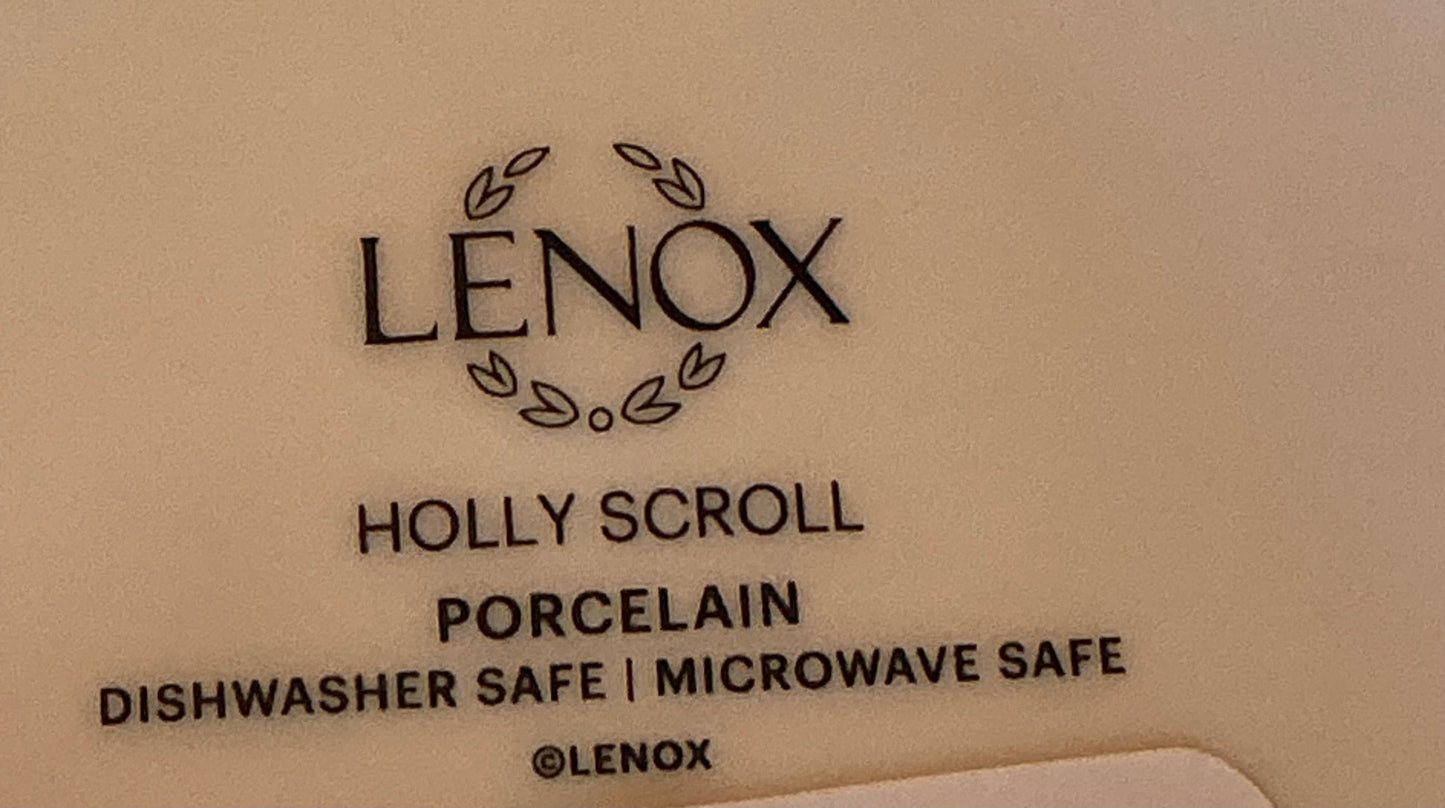 LENOX
HOLLY SCROLL
PORCELAIN
DISHWASHER SAFE | MICROWAVE SAFE
©LENOX